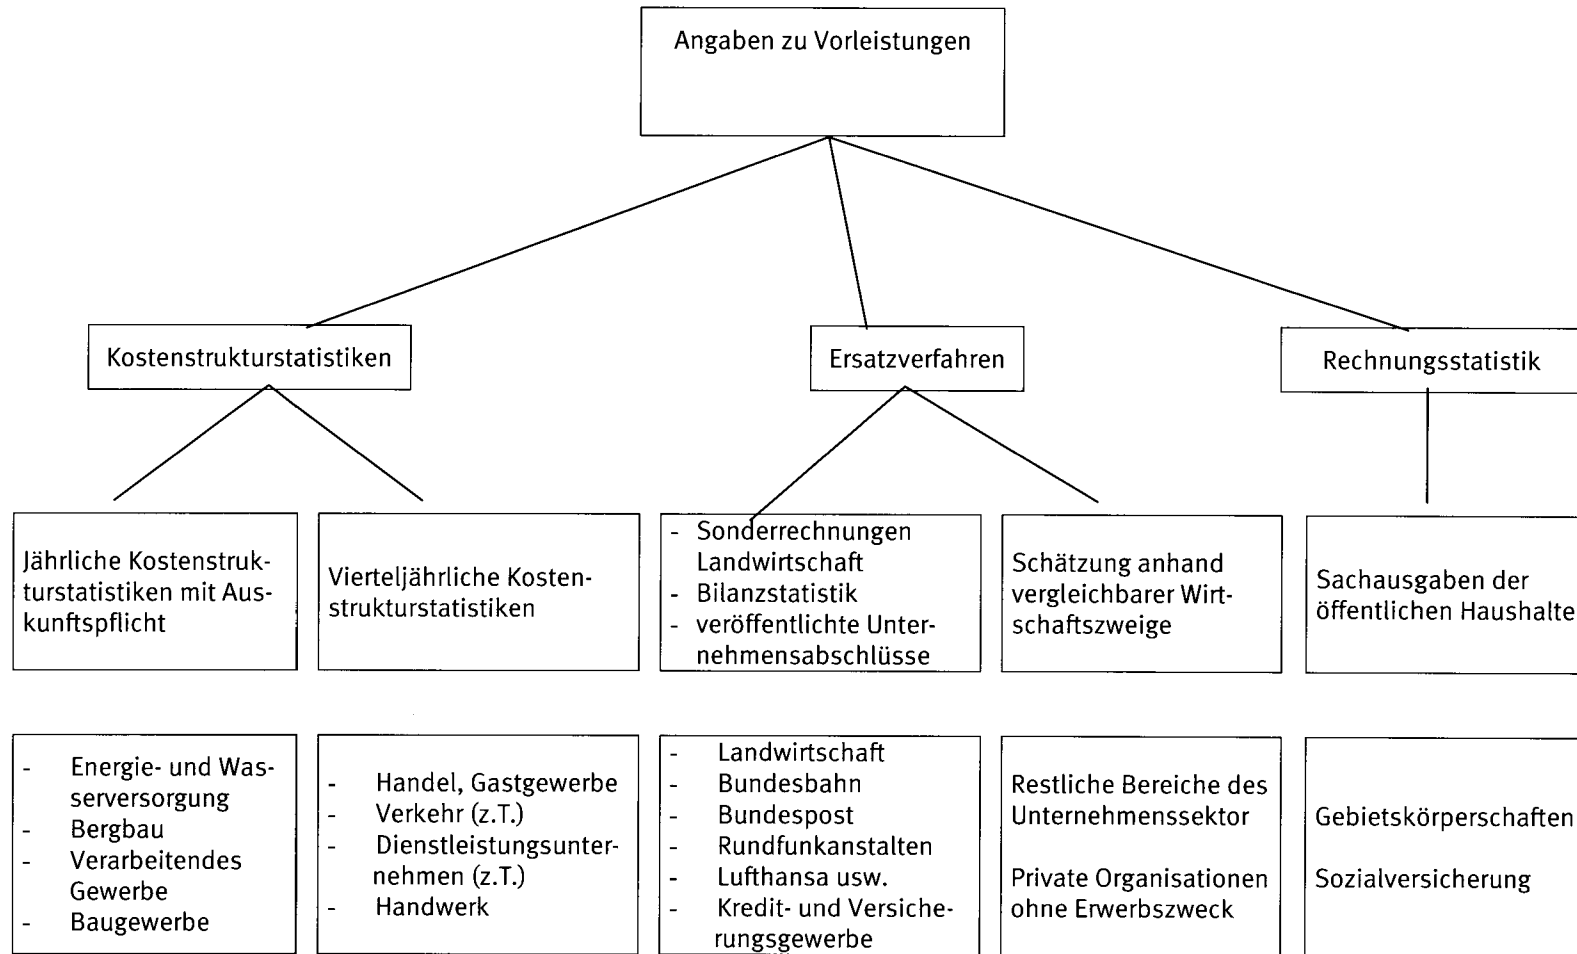 Angaben zu Vorleistungen
Kostenstrukturstatistiken
Ersatzverfahren
Rechnungsstatistik
Jährliche Kostenstruk-
turstatistiken mit Aus-
kunftspflicht
Vierteljährliche Kosten-
strukturstatistiken
- Sonderrechnungen
Landwirtschaft
- Bilanzstatistik
- veröffentlichte Unter-
nehmensabschlüsse
Schätzung anhand
vergleichbarer Wirt-
schaftszweige
Sachausgaben der
öffentlichen Haushalte
- Energie- und Was-
serversorgung
- Bergbau
- Verarbeitendes
Gewerbe
- Baugewerbe
- Handel, Gastgewerbe
- Verkehr (z.T.)
- Dienstleistungsunter-
nehmen (z.T.)
- Handwerk
- Landwirtschaft
- Bundesbahn
- Bundespost
- Rundfunkanstalten
- Lufthansa usw.
- Kredit- und Versiche-
rungsgewerbe
Restliche Bereiche des
Unternehmenssektor
Private Organisationen
ohne Erwerbszweck
Gebietskörperschaften
Sozialversicherung